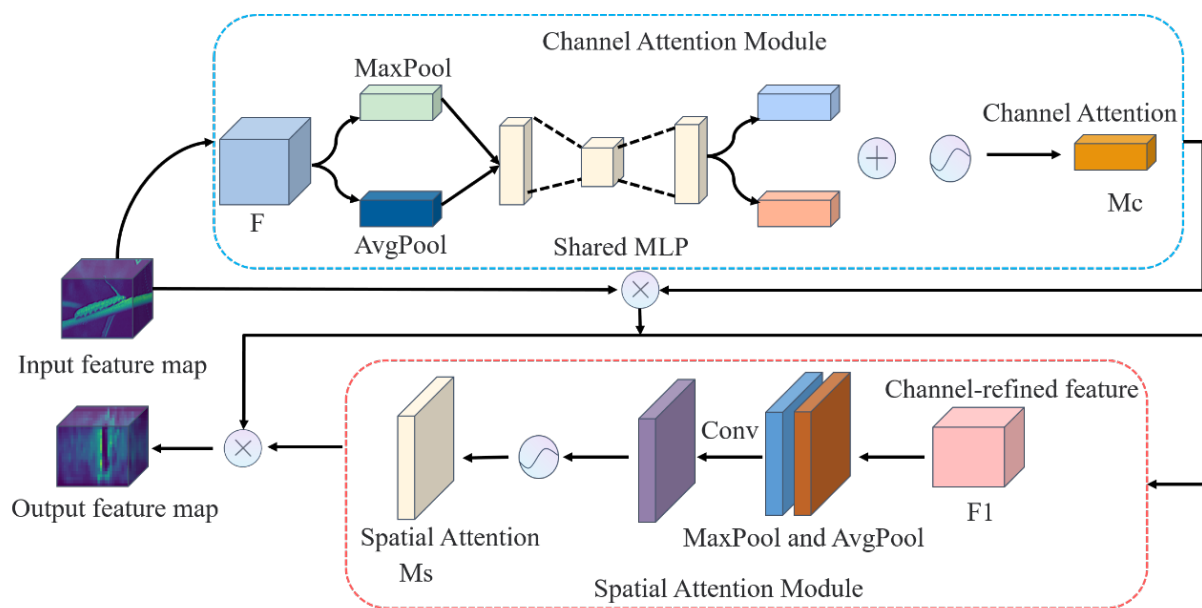 Channel Attention Module
MaxPool
Channel Attention
F
AvgPool
Shared MLP
Mc
Input feature map
Channel-refined feature
Conv
Output feature map
F1
Spatial Attention
MaxPool and AvgPool
Ms
Spatial Attention Module